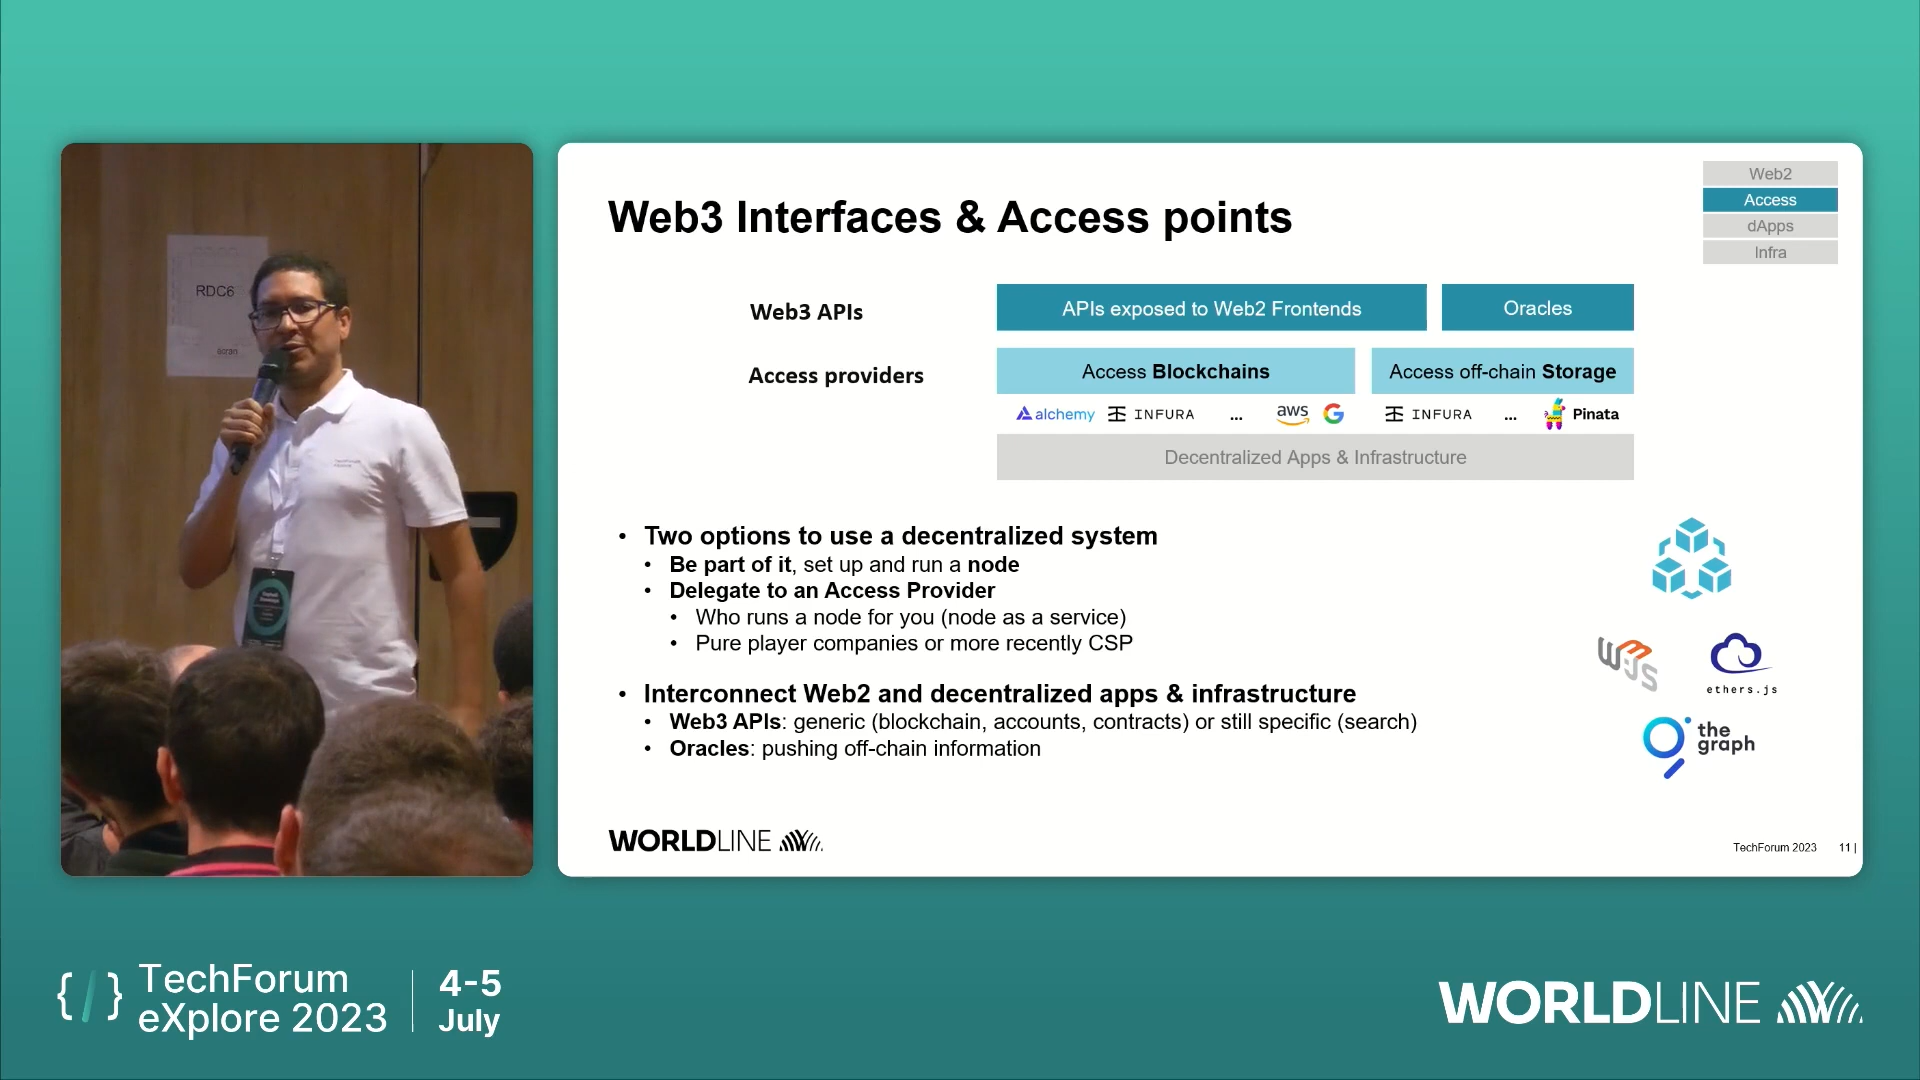 RDC6
écran
Web3 Interfaces & Access points
Web2
Access
dApps
Infra
Web3 APIs
APIs exposed to Web2 Frontends
Oracles
Access providers
Access Blockchains
Access off-chain Storage
alchemy
INFURA
...
aws
G
INFURA
...
Pinata
Decentralized Apps & Infrastructure
• Two options to use a decentralized system
• Be part of it, set up and run a node
• Delegate to an Access Provider
• Who runs a node for you (node as a service)
• Pure player companies or more recently CSP
• Interconnect Web2 and decentralized apps & infrastructure
• Web3 APIs: generic (blockchain, accounts, contracts) or still specific (search)
• Oracles: pushing off-chain information
W3JS
ethers.js
the
graph
WORLDLINE
TechForum 2023
11 |
{/} TechForum
eXplore 2023
4-5
July
WORLDLINE